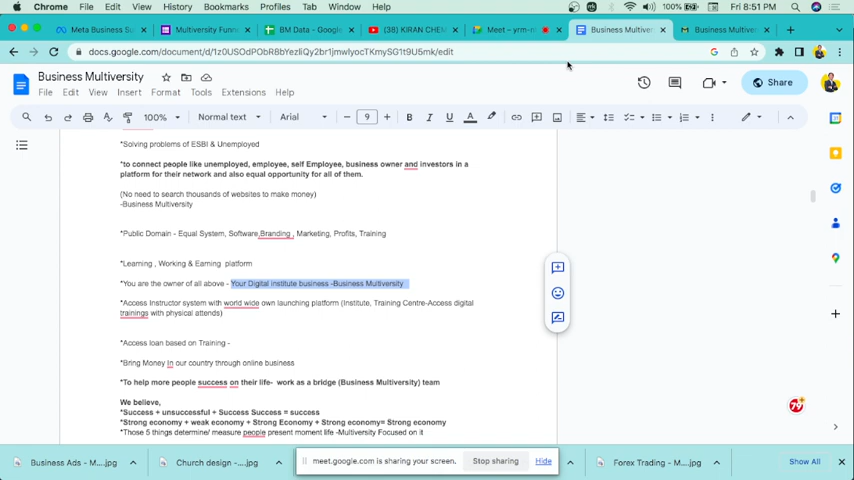 Chrome File Edit View History Bookmarks Profiles Tab Window Help 100% Fri 8:51 PM
Meta Business Su Multiversity Funne BM Data - Google (38) KIRAN CHEM Meet – yrm-n Business Multiver Business Multiver
docs.google.com/document/d/1z0USOdPObR8bYezliQy2br1jmwlyocTKmySG1t9U5mk/edit
Business Multiversity
File Edit View Insert Format Tools Extensions Help
Share
100% Normal text Arial 9 B I U A
*Solving problems of ESBI & Unemployed
*to connect people like unemployed, employee, self Employee, business owner and investors in a
platform for their network and also equal opportunity for all of them.
(No need to search thousands of websites to make money)
-Business Multiversity
*Public Domain - Equal System, Software,Branding , Marketing, Profits, Training
*Learning , Working & Earning platform
*You are the owner of all above - Your Digital institute business -Business Multiversity
*Access Instructor system with world wide own launching platform (Institute, Training Centre-Access digital
trainings with physical attends)
*Access loan based on Training -
*Bring Money In our country through online business
*To help more people success on their life- work as a bridge (Business Multiversity) team
We believe,
*Success + unsuccessful + Success Success = success
*Strong economy + weak economy + Strong Economy + Strong economy= Strong economy
*Those 5 things determine/ measure people present moment life -Multiversity Focused on it
79
Business Ads - M....jpg Church design -....jpg meet.google.com is sharing your screen. Stop sharing Hide Forex Trading - M....jpg Show All